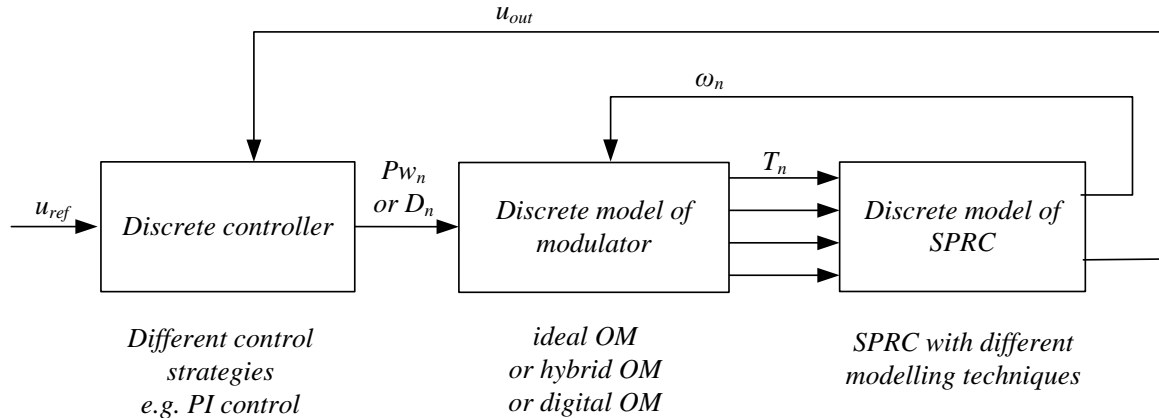 u_out
ω_n
Pw_n
or D_n
T_n
u_ref
Discrete controller
Discrete model of
modulator
Discrete model of
SPRC
Different control
strategies
e.g. PI control
ideal OM
or hybrid OM
or digital OM
SPRC with different
modelling techniques